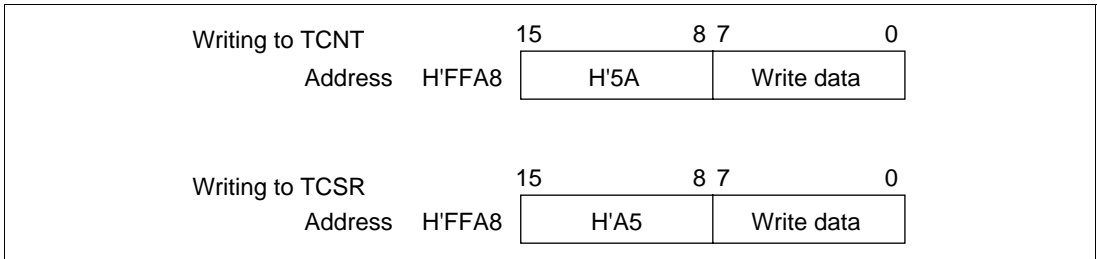 Writing to TCNT 15 8 7 0
Address H'FFA8 H'5A Write data
Writing to TCSR 15 8 7 0
Address H'FFA8 H'A5 Write data